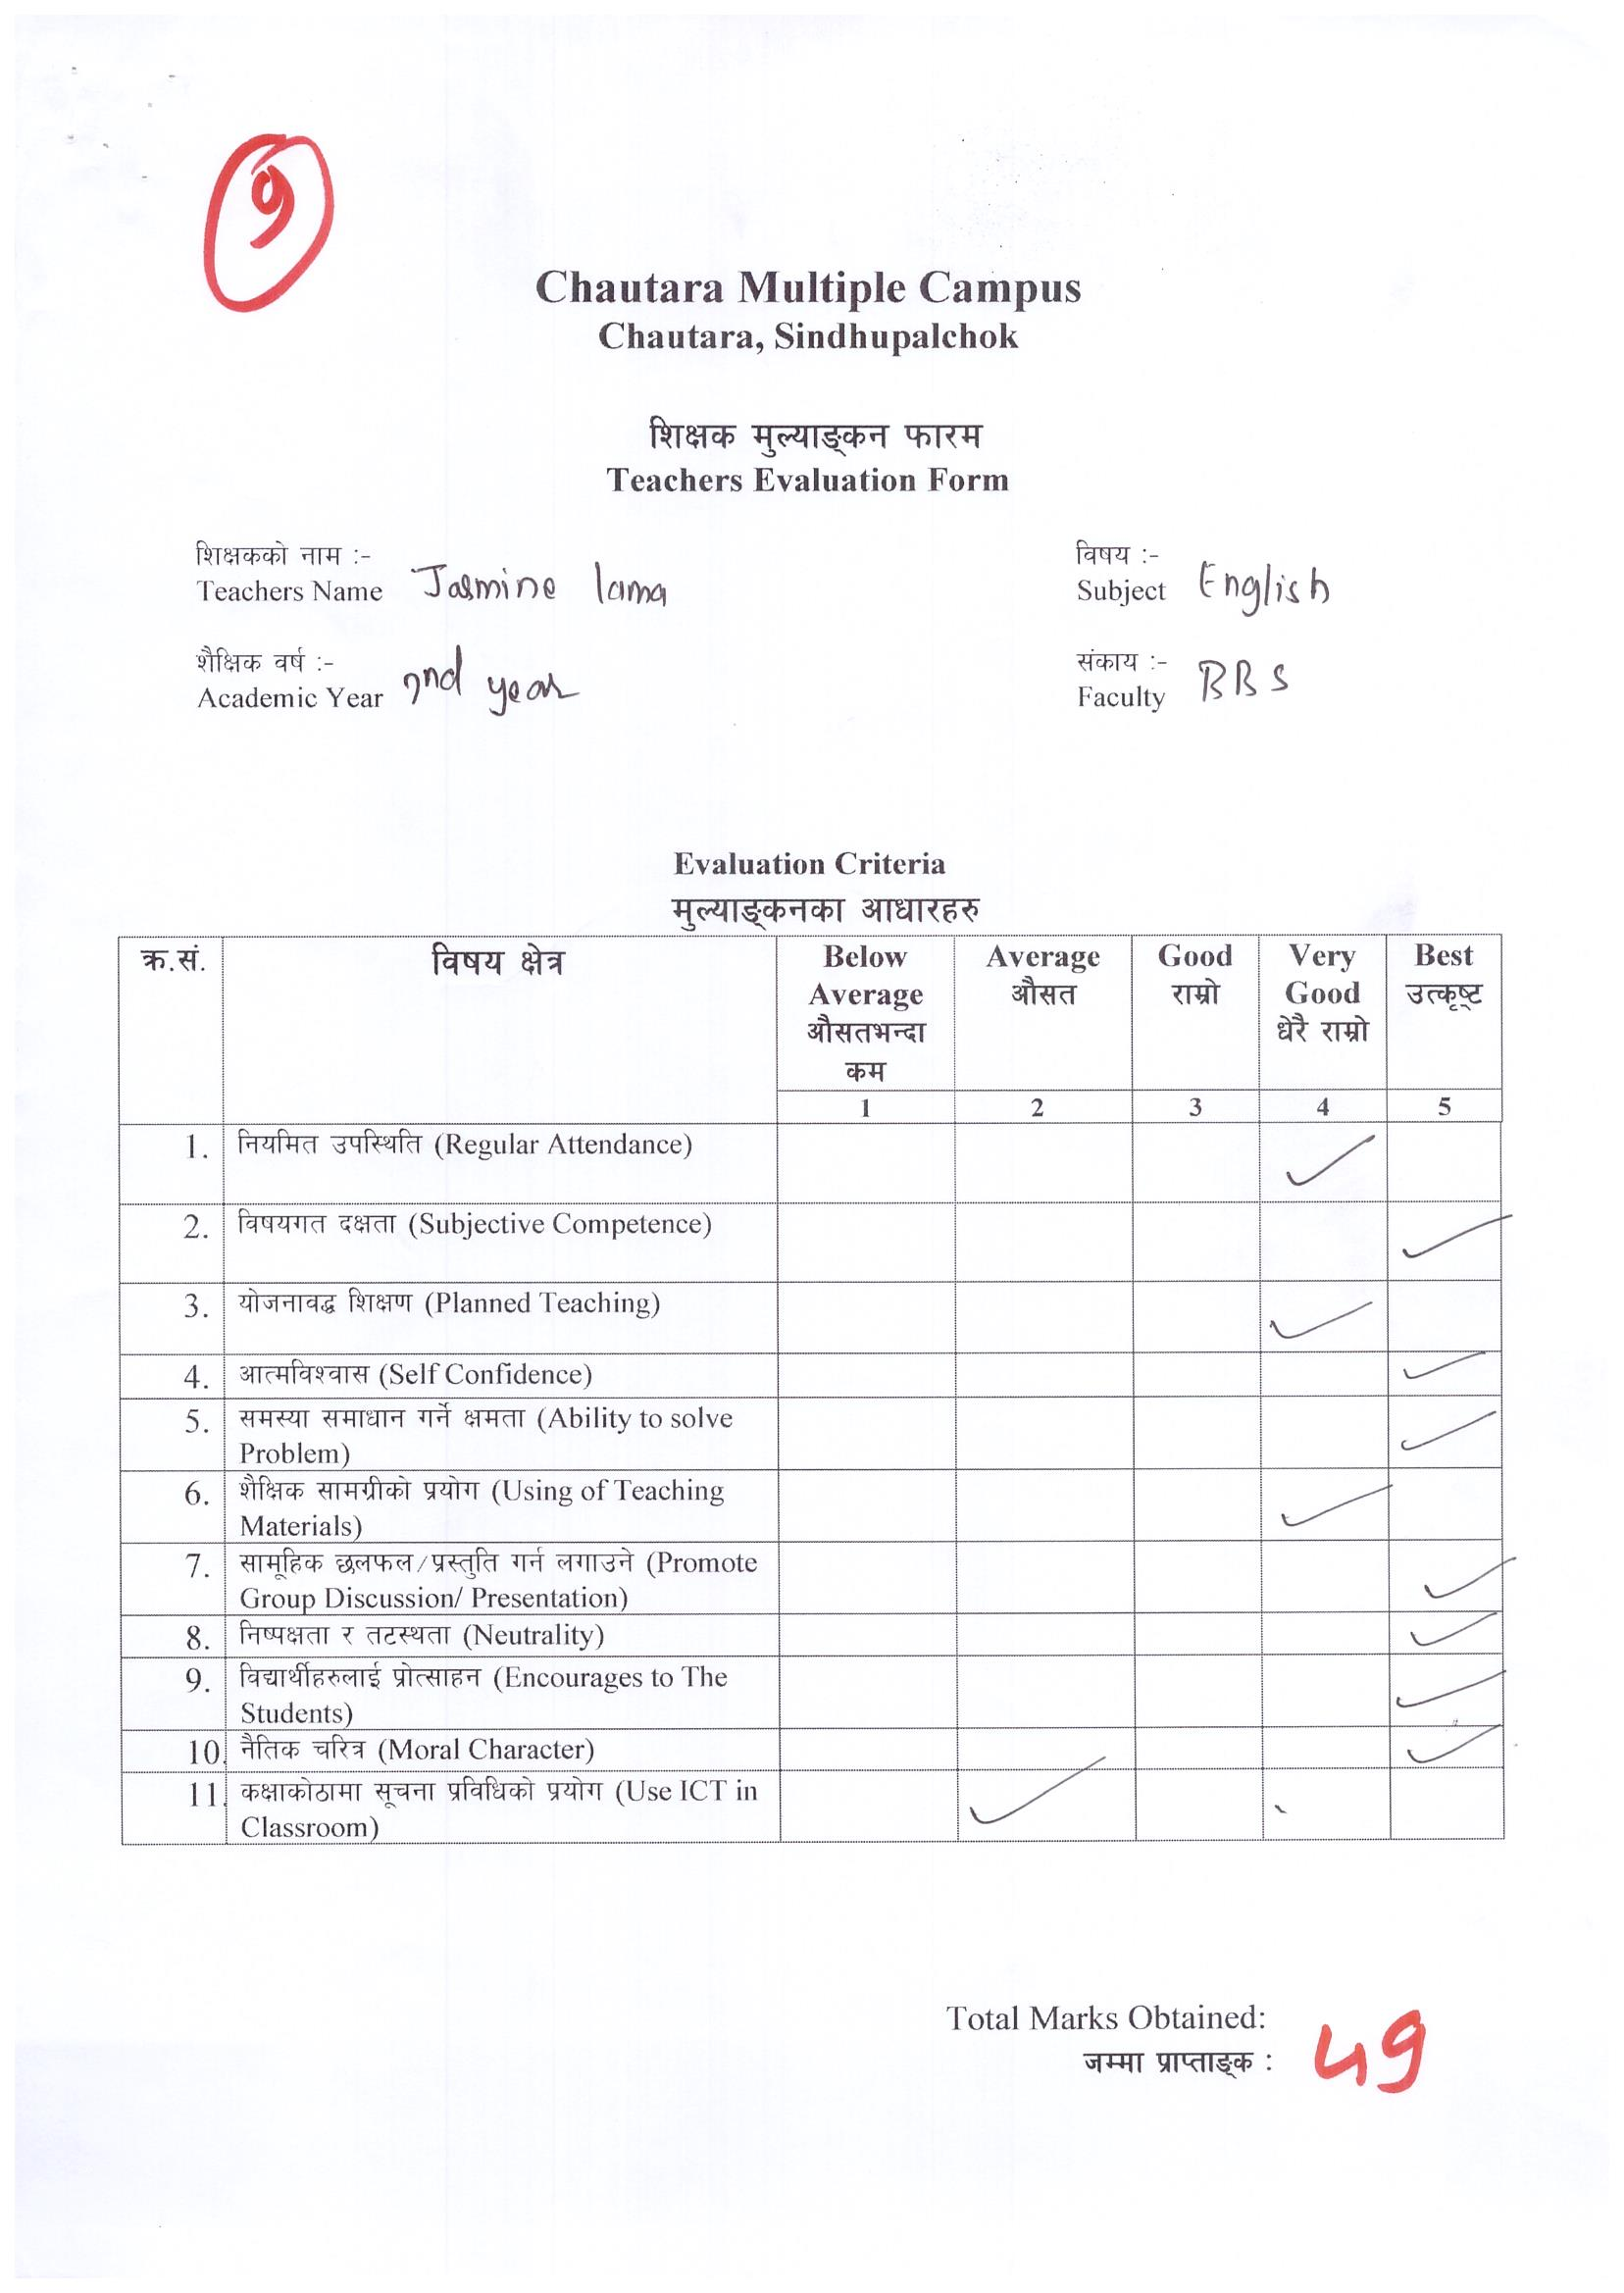 9
Chautara Multiple Campus
Chautara, Sindhupalchok
शिक्षक मुल्याङ्कन फारम
Teachers Evaluation Form
शिक्षकको नाम :-
Teachers Name Jasmine lama
विषय :-
Subject English
शैक्षिक वर्ष :-
Academic Year 2nd year
संकाय :-
Faculty BBS
Evaluation Criteria
मुल्याङ्कनका आधारहरु
क्र.सं. विषय क्षेत्र Below Average Good Very Best
Average औसत राम्रो Good उत्कृष्ट
औसतभन्दा धेरै राम्रो
कम
1 2 3 4 5
1. नियमित उपस्थिति (Regular Attendance) ✓
2. विषयगत दक्षता (Subjective Competence) ✓
3. योजनावद्ध शिक्षण (Planned Teaching) ✓
4. आत्मविश्वास (Self Confidence) ✓
5. समस्या समाधान गर्ने क्षमता (Ability to solve ✓
Problem)
6. शैक्षिक सामग्रीको प्रयोग (Using of Teaching ✓
Materials)
7. सामूहिक छलफल/प्रस्तुति गर्न लगाउने (Promote ✓
Group Discussion/ Presentation)
8. निष्पक्षता र तटस्थता (Neutrality) ✓
9. विद्यार्थीहरुलाई प्रोत्साहन (Encourages to The ✓
Students)
10. नैतिक चरित्र (Moral Character) ✓
11. कक्षाकोठामा सूचना प्रविधिको प्रयोग (Use ICT in ✓
Classroom)
Total Marks Obtained:
जम्मा प्राप्ताङ्क : 49